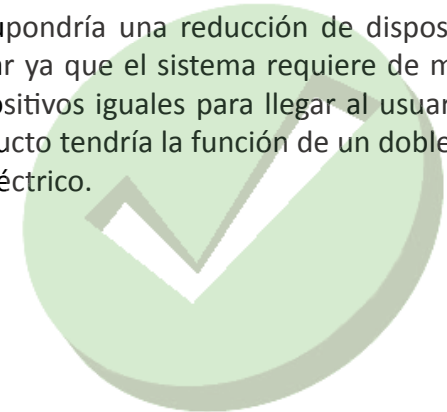 upondría una reducción de dispos
ar ya que el sistema requiere de m
ositivos iguales para llegar al usuar
ucto tendría la función de un doble
éctrico.